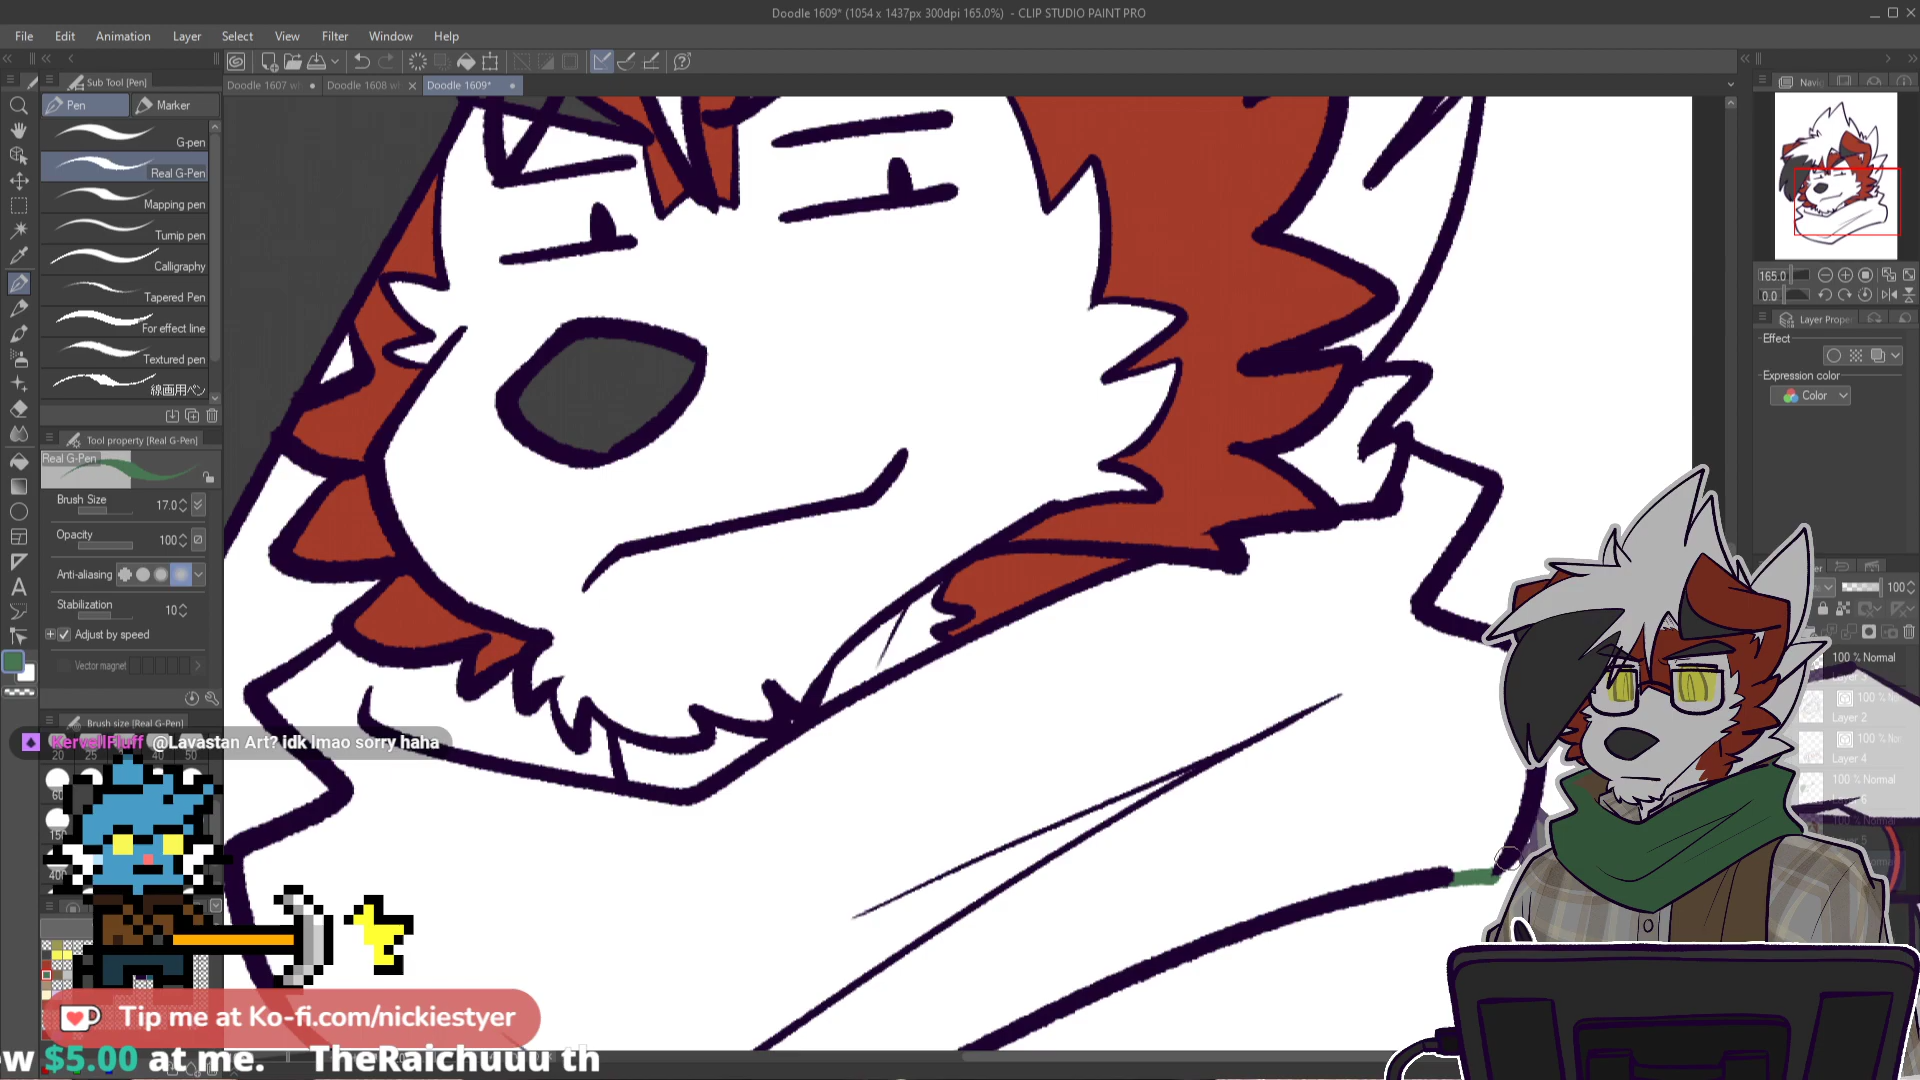 Doodle 1609* (1054 x 1437px 300dpi 165.0%) - CLIP STUDIO PAINT PRO
File Edit Animation Layer Select View Filter Window Help
Sub Tool [Pen]
Doodle 1607 Doodle 1608 Doodle 1609*
Pen Marker
G-pen
Real G-Pen
Mapping pen
Turnip pen
Calligraphy
Tapered Pen
For effect line
Textured pen
線画用ペン
Tool property [Real G-Pen]
Real G-Pen
Brush Size 17.0
Opacity 100
Anti-aliasing
Stabilization 10
Adjust by speed
Vector magnet
Brush size [Real G-Pen]
KervollFluff @Lavastan Art? idk lmao sorry haha
Tip me at Ko-fi.com/nickiestyer
ew $5.00 at me. TheRaichuuu th
165.0
0.0
Effect
Expression color
Color
100
100 % Normal
Layer 2
Layer 4
100 % Normal